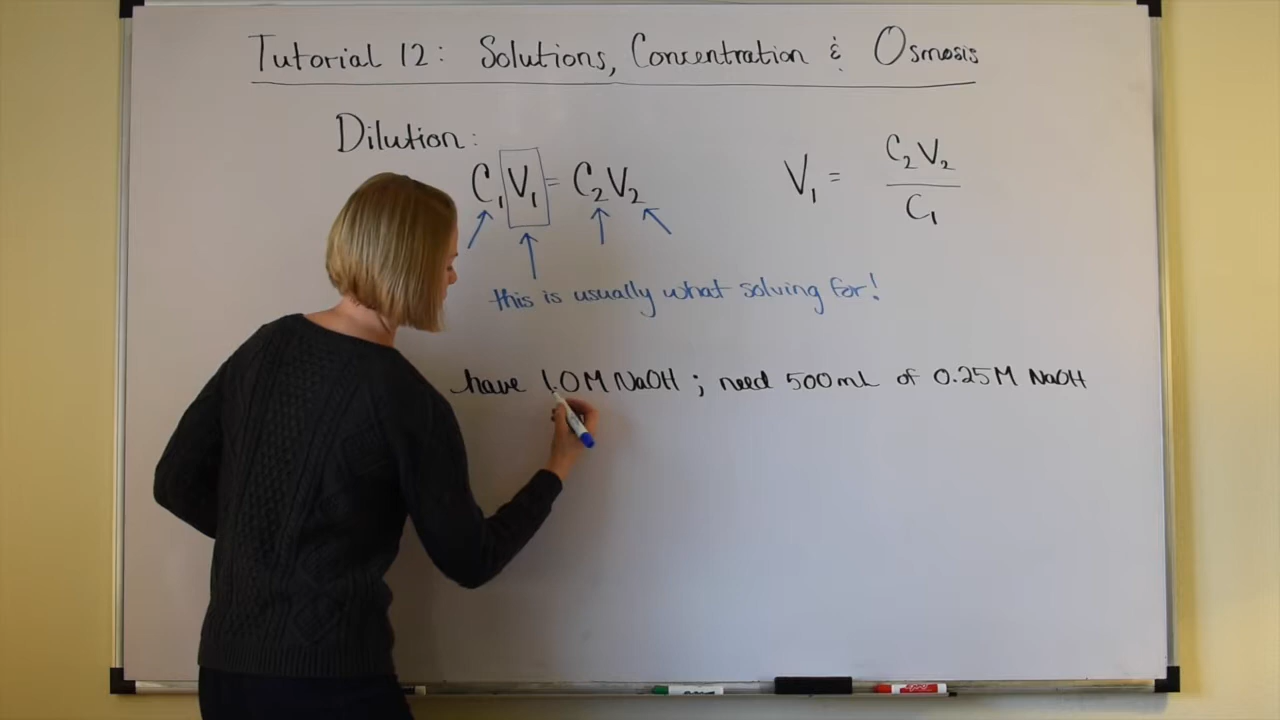 Tutorial 12: Solutions, Concentration & Osmosis
Dilution:
C₁V₁ = C₂V₂
V₁ = C₂V₂ / C₁
this is usually what solving for!
have 1.0M NaOH ; need 500mL of 0.25M NaOH